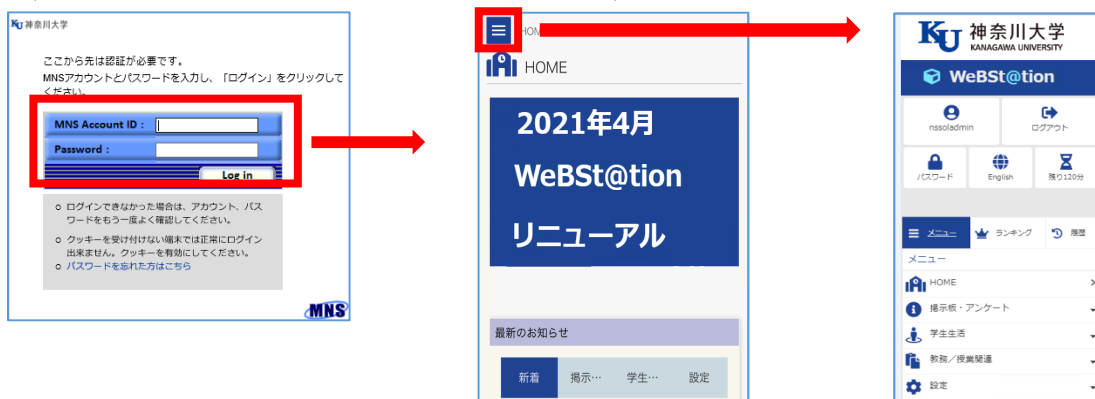 KU 神奈川大学
ここから先は認証が必要です。
MNSアカウントとパスワードを入力し、「ログイン」をクリックして
ください。
MNS Account ID :
Password :
Log in
ログインできなかった場合は、アカウント、パス
ワードをもう一度よく確認してください。
クッキーを受け付けない端末では正常にログイン
出来ません。クッキーを有効にしてください。
パスワードを忘れた方はこちら
MNS
HOME
2021年4月
WeBSt@tion
リニューアル
最新のお知らせ
新着 掲示… 学生… 設定
KU 神奈川大学
KANAGAWA UNIVERSITY
WeBSt@tion
nssoladmin ログアウト
パスワード English 残り120分
メニュー ランキング 履歴
メニュー
HOME
掲示板・アンケート
学生生活
教務/授業関連
設定